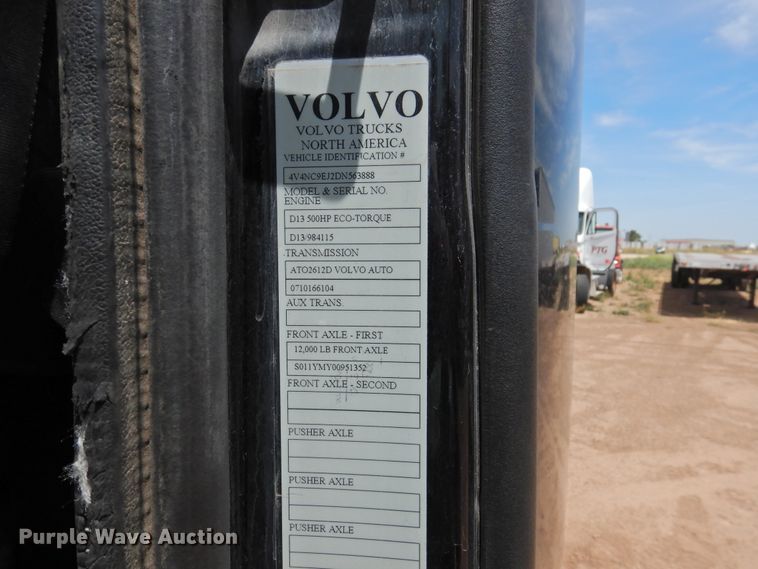 VOLVO
VOLVO TRUCKS
NORTH AMERICA
VEHICLE IDENTIFICATION #
4V4NC9EJ2DN563888
MODEL & SERIAL NO.
ENGINE
D13 500HP ECO-TORQUE
D13/984115
TRANSMISSION
ATO2612D VOLVO AUTO
0710166104
AUX TRANS.
FRONT AXLE - FIRST
12,000 LB FRONT AXLE
S011YMY00951352
FRONT AXLE - SECOND
PUSHER AXLE
PUSHER AXLE
PUSHER AXLE
PTG
Purple Wave Auction